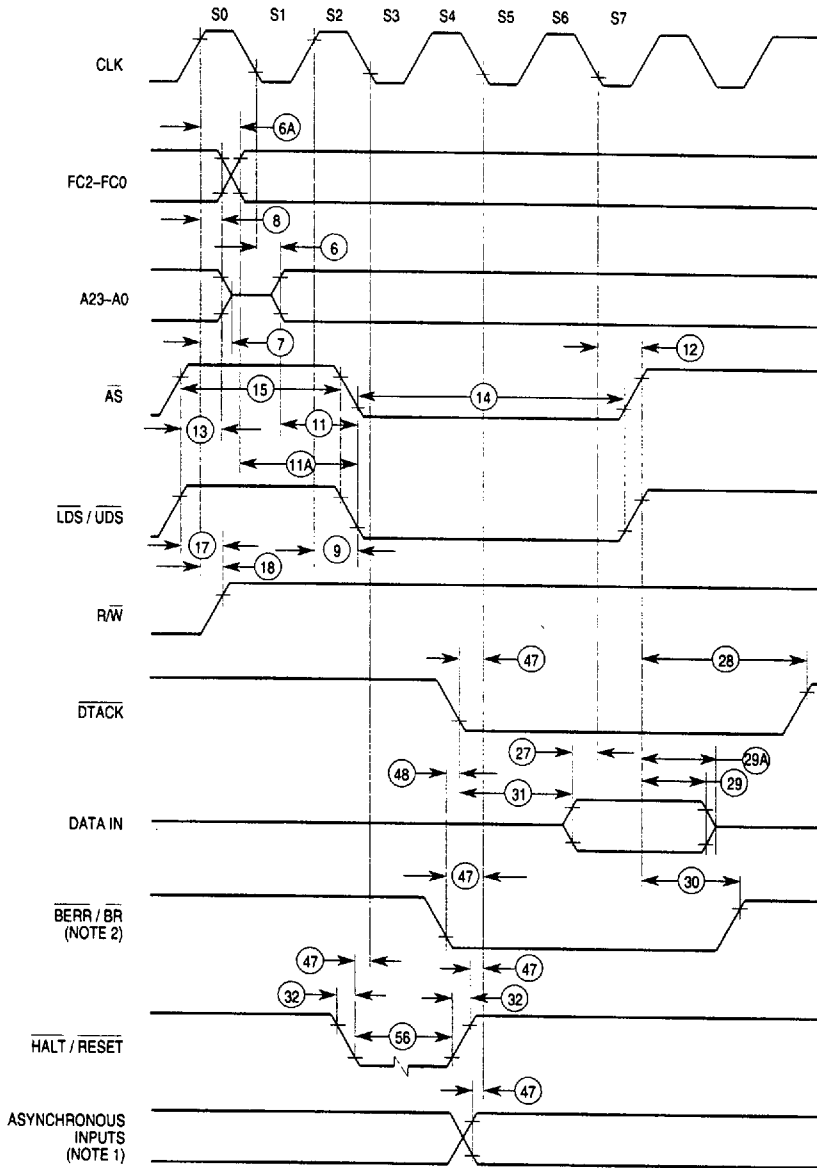 S0 S1 S2 S3 S4 S5 S6 S7
CLK
6A
FC2–FC0
8
6
A23–A0
7
12
AS
15
14
13
11
11A
LDS / UDS
17
9
18
R/W
47
28
DTACK
27
29A
48
29
31
DATA IN
47
30
BERR / BR
(NOTE 2)
47
47
32
32
56
HALT / RESET
47
ASYNCHRONOUS
INPUTS
(NOTE 1)